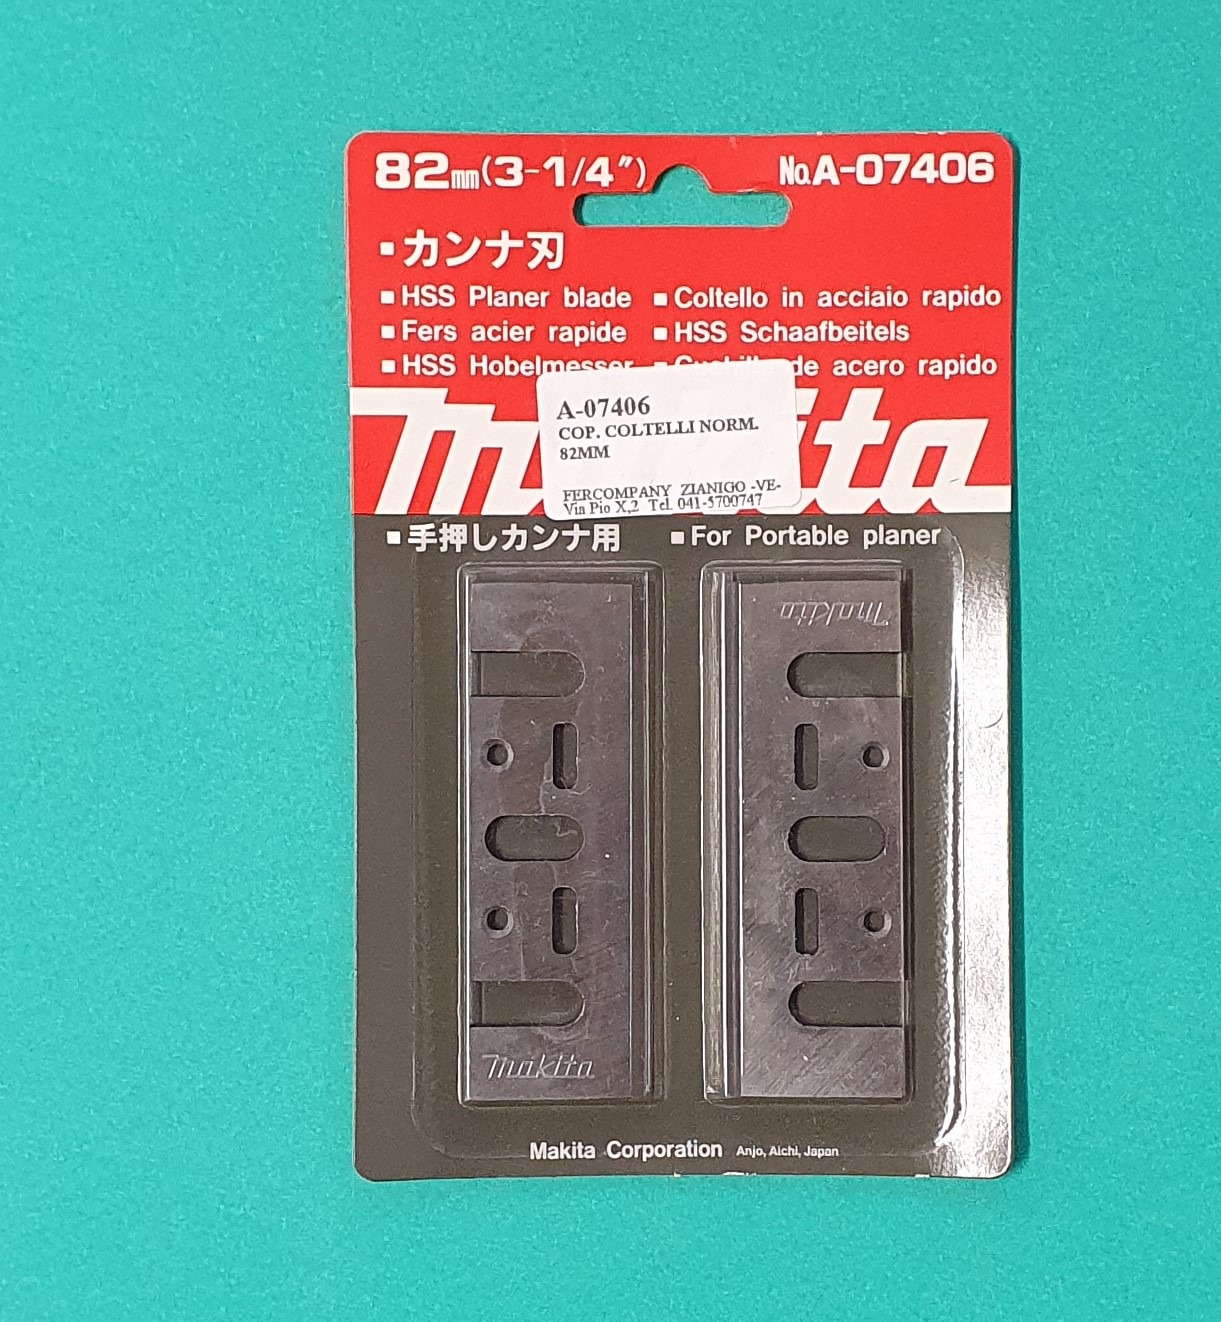 82mm(3-1/4″) No.A-07406
■カンナ刃
■HSS Planer blade ■Coltello in acciaio rapido
■Fers acier rapide ■HSS Schaafbeitels
■HSS Hobelmesser ■ de acero rapido
makita
A-07406
COP. COLTELLI NORM.
82MM
FERCOMPANY ZIANIGO -VE-
Via Pio X,2 Tel. 041-5700747
■手押しカンナ用 ■For Portable planer
makita
makita
Makita Corporation Anjo, Aichi, Japan